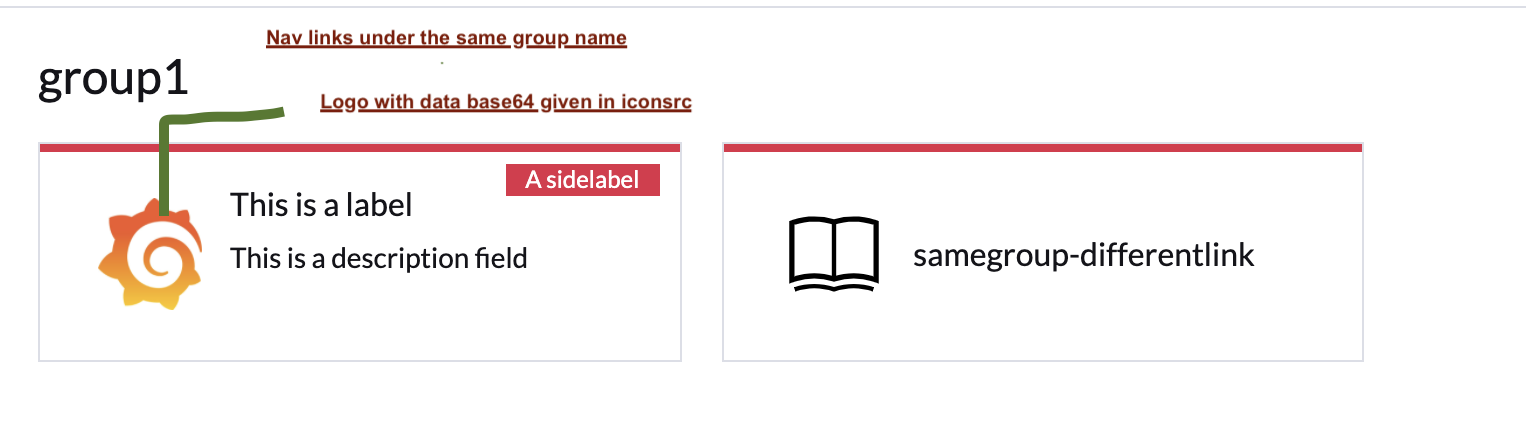 Nav links under the same group name
group1
Logo with data base64 given in iconsrc
A sidelabel
This is a label
This is a description field
samegroup-differentlink